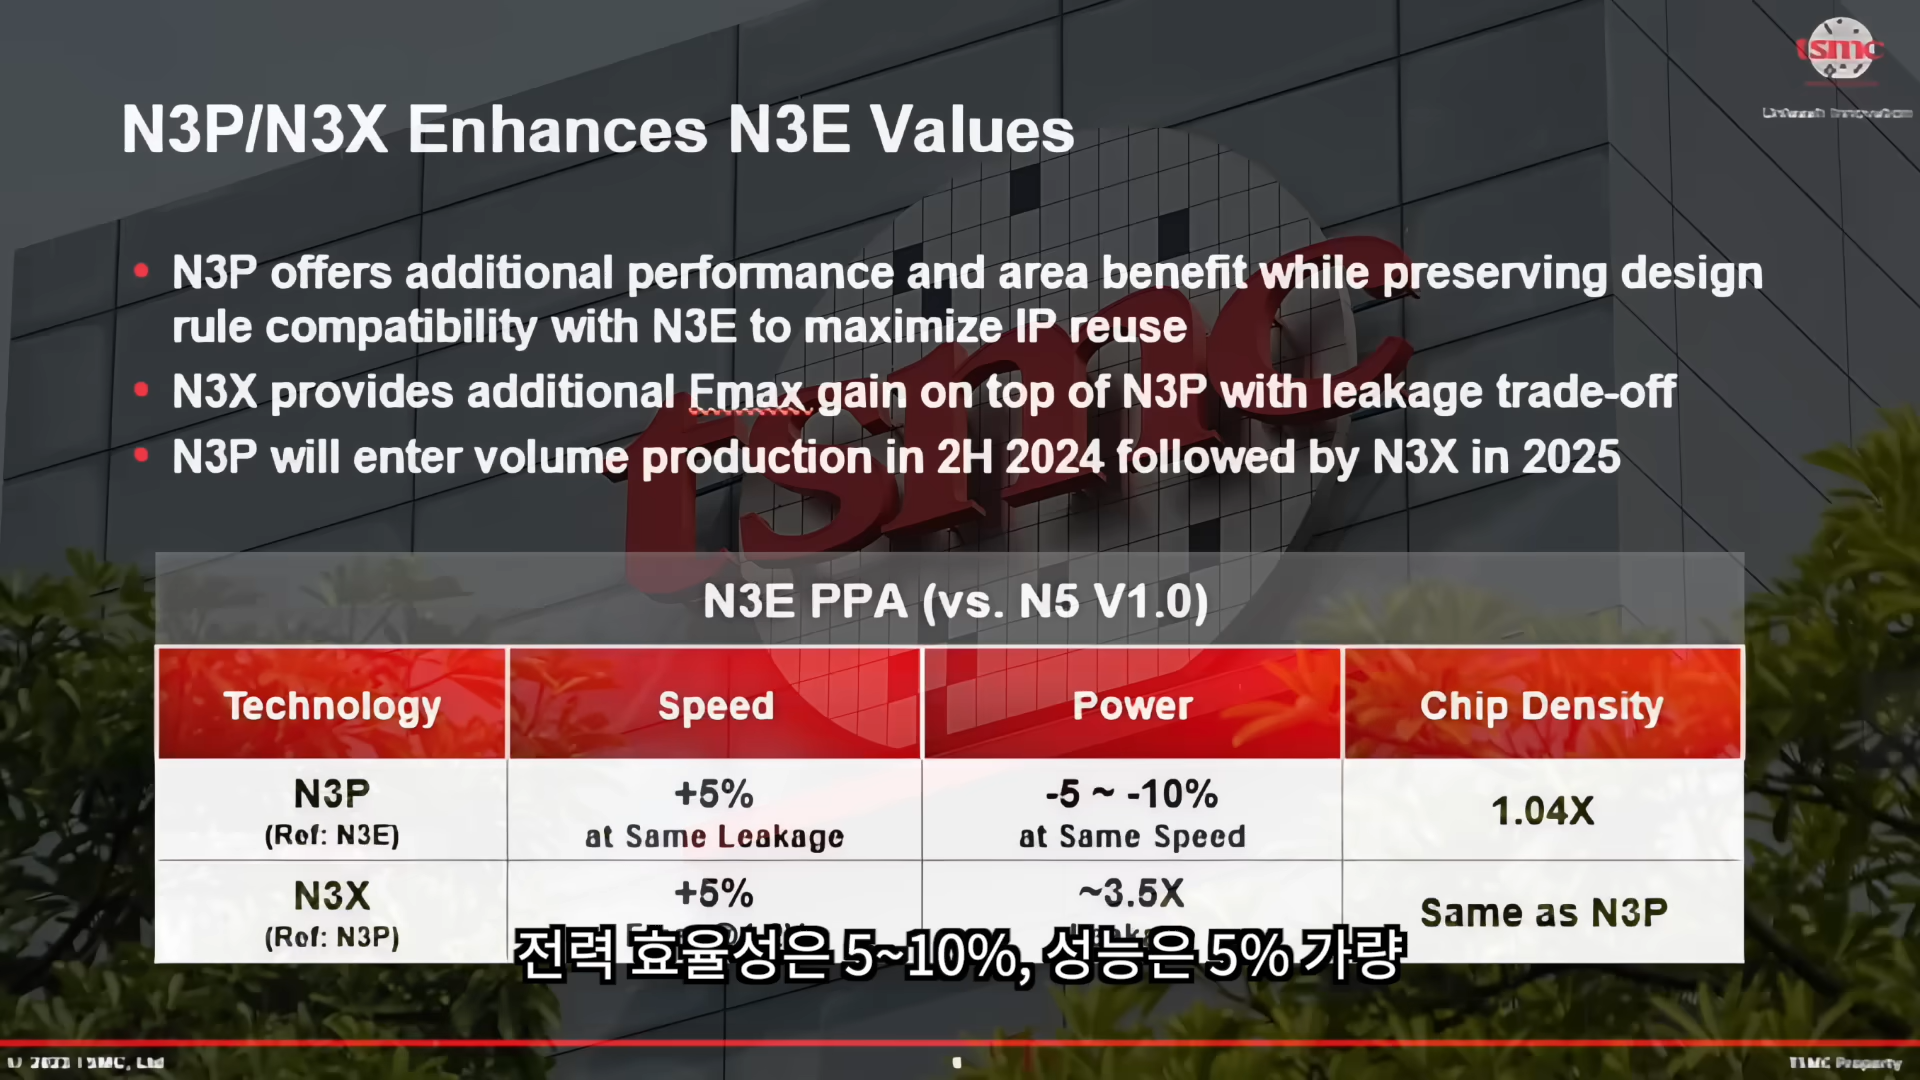 tsmc
N3P/N3X Enhances N3E Values
• N3P offers additional performance and area benefit while preserving design
rule compatibility with N3E to maximize IP reuse
• N3X provides additional Fmax gain on top of N3P with leakage trade-off
• N3P will enter volume production in 2H 2024 followed by N3X in 2025
tsmc
N3E PPA (vs. N5 V1.0)
Technology Speed Power Chip Density
N3P +5% -5 ~ -10% 1.04X
(Ref: N3E) at Same Leakage at Same Speed
N3X +5% ~3.5X Same as N3P
(Ref: N3P)
전력 효율성은 5~10%, 성능은 5% 가량
TSMC, Ltd
TSMC Property